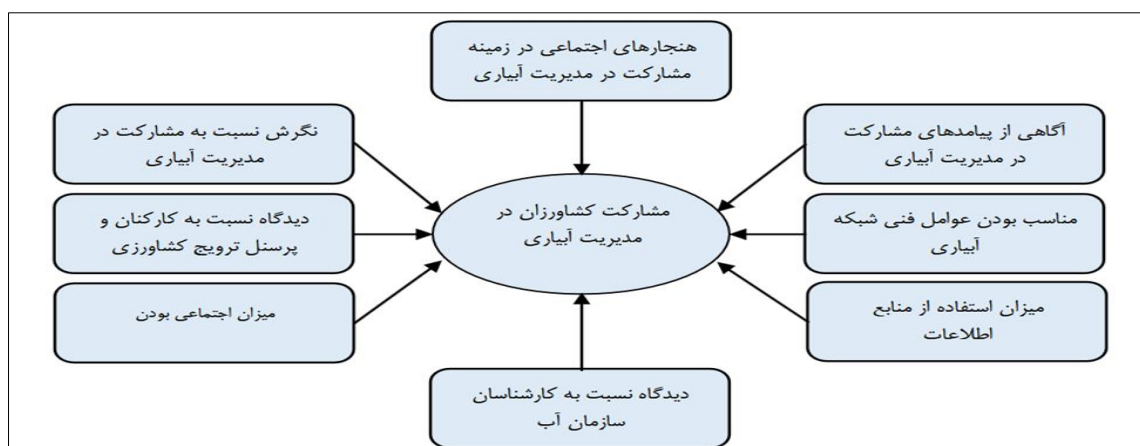 هنجارهای اجتماعی در زمینه
مشارکت در مدیریت آبیاری
آگاهی از پیامدهای مشارکت
در مدیریت آبیاری
نگرش نسبت به مشارکت در
مدیریت آبیاری
مشارکت کشاورزان در
مدیریت آبیاری
مناسب بودن عوامل فنی شبکه
آبیاری
دیدگاه نسبت به کارکنان و
پرسنل ترویج کشاورزی
میزان استفاده از منابع
اطلاعات
میزان اجتماعی بودن
دیدگاه نسبت به کارشناسان
سازمان آب